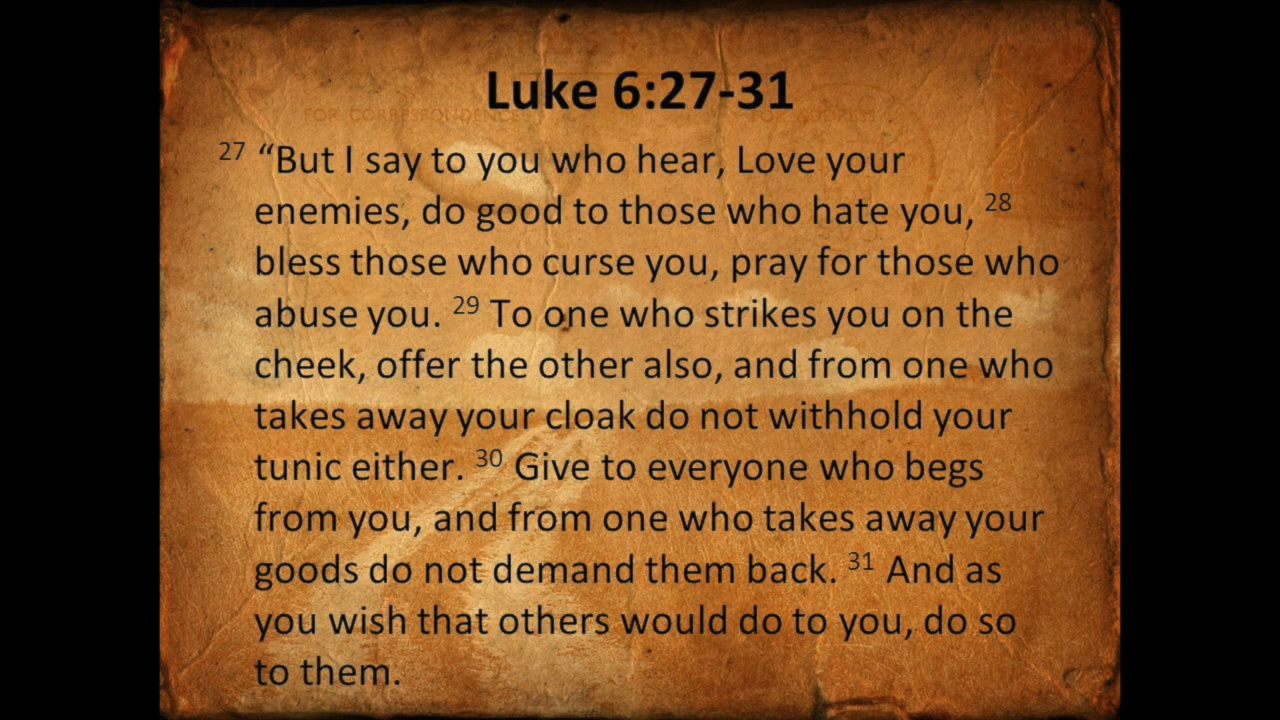 Luke 6:27-31
FOR CORRESPONDENCE
FOR ADDRESS
27 “But I say to you who hear, Love your
enemies, do good to those who hate you, 28
bless those who curse you, pray for those who
abuse you. 29 To one who strikes you on the
cheek, offer the other also, and from one who
takes away your cloak do not withhold your
tunic either. 30 Give to everyone who begs
from you, and from one who takes away your
goods do not demand them back. 31 And as
you wish that others would do to you, do so
to them.